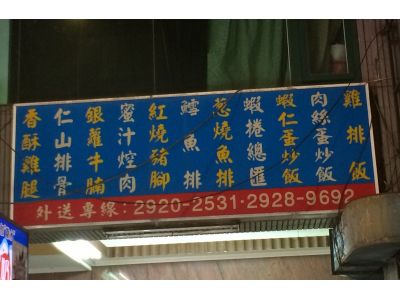 雞排飯
肉絲蛋炒飯
蝦仁蛋炒飯
蝦捲總匯
蔥燒魚排
鱈魚排
紅燒豬腳
蜜汁焢肉
銀蘿牛腩
仁山排骨
香酥雞腿
外送專線:2920-2531·2928-9692